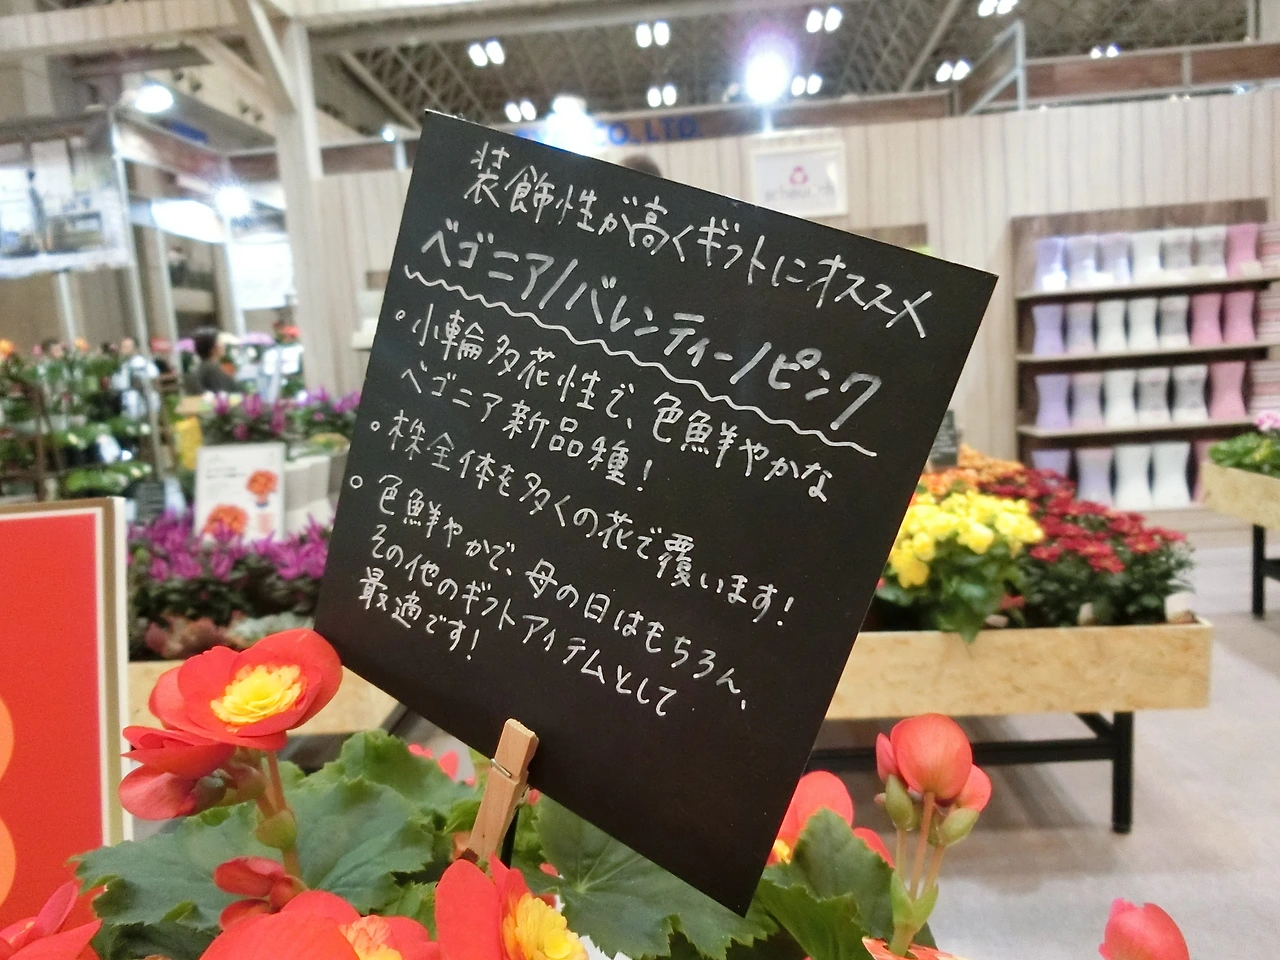 CO.,LTD.
装飾性が高くギフトにオススメ
ベゴニア/バレンティーノピンク
○小輪多花性で、色鮮やかな
ベゴニア新品種!
○株全体を多くの花で覆います!
○色鮮やかで、母の日はもちろん、
その他のギフトアイテムとして
最適です!